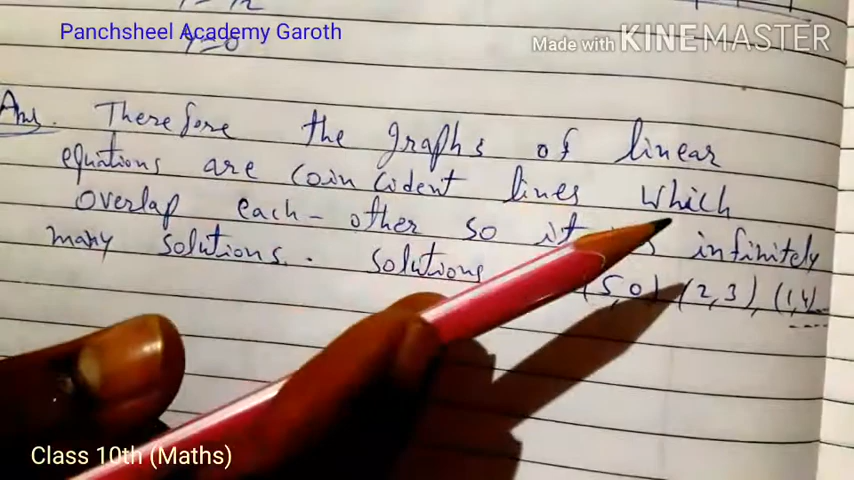 Panchsheel Academy Garoth
Made with KINEMASTER
y=0
Ans. Therefore the graphs of linear
equations are coincident lines which
overlap each-other so it infinitely
many solutions. solutions
(5,0) (2,3), (1,4)
Class 10th (Maths)